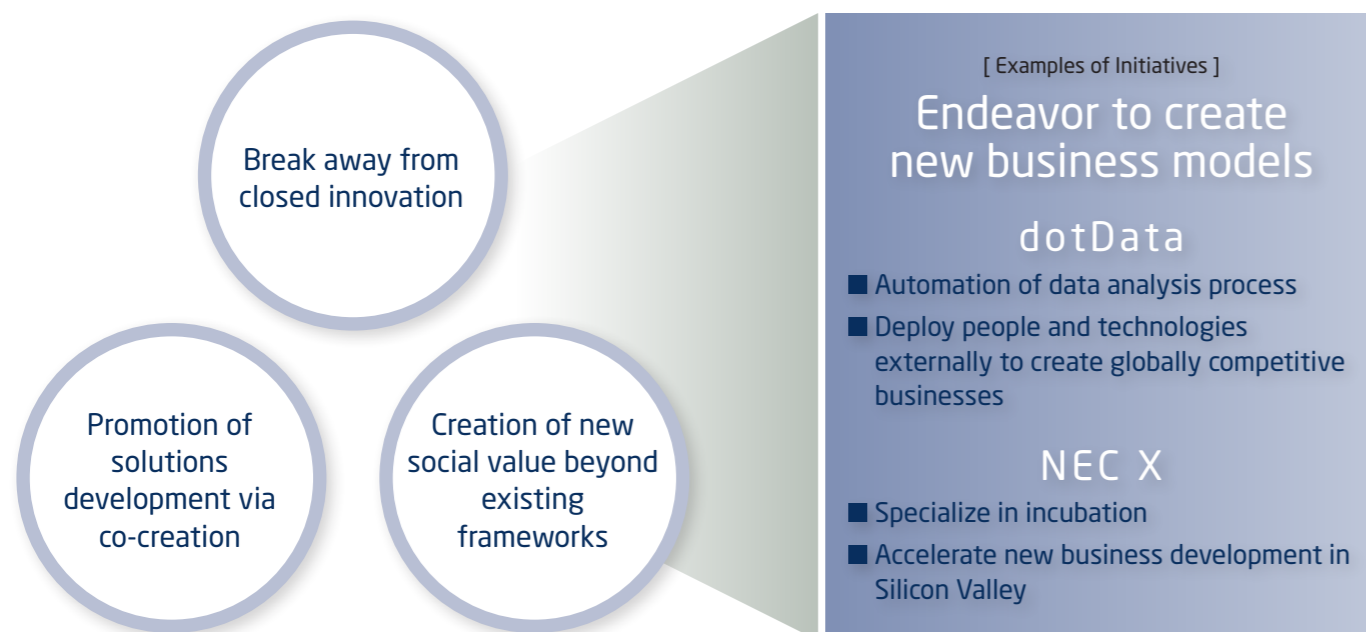 Break away from
closed innovation
Promotion of
solutions
development via
co-creation
Creation of new
social value beyond
existing
frameworks
[ Examples of Initiatives ]
Endeavor to create
new business models
dotData
■ Automation of data analysis process
■ Deploy people and technologies
externally to create globally competitive
businesses
NEC X
■ Specialize in incubation
■ Accelerate new business development in
Silicon Valley